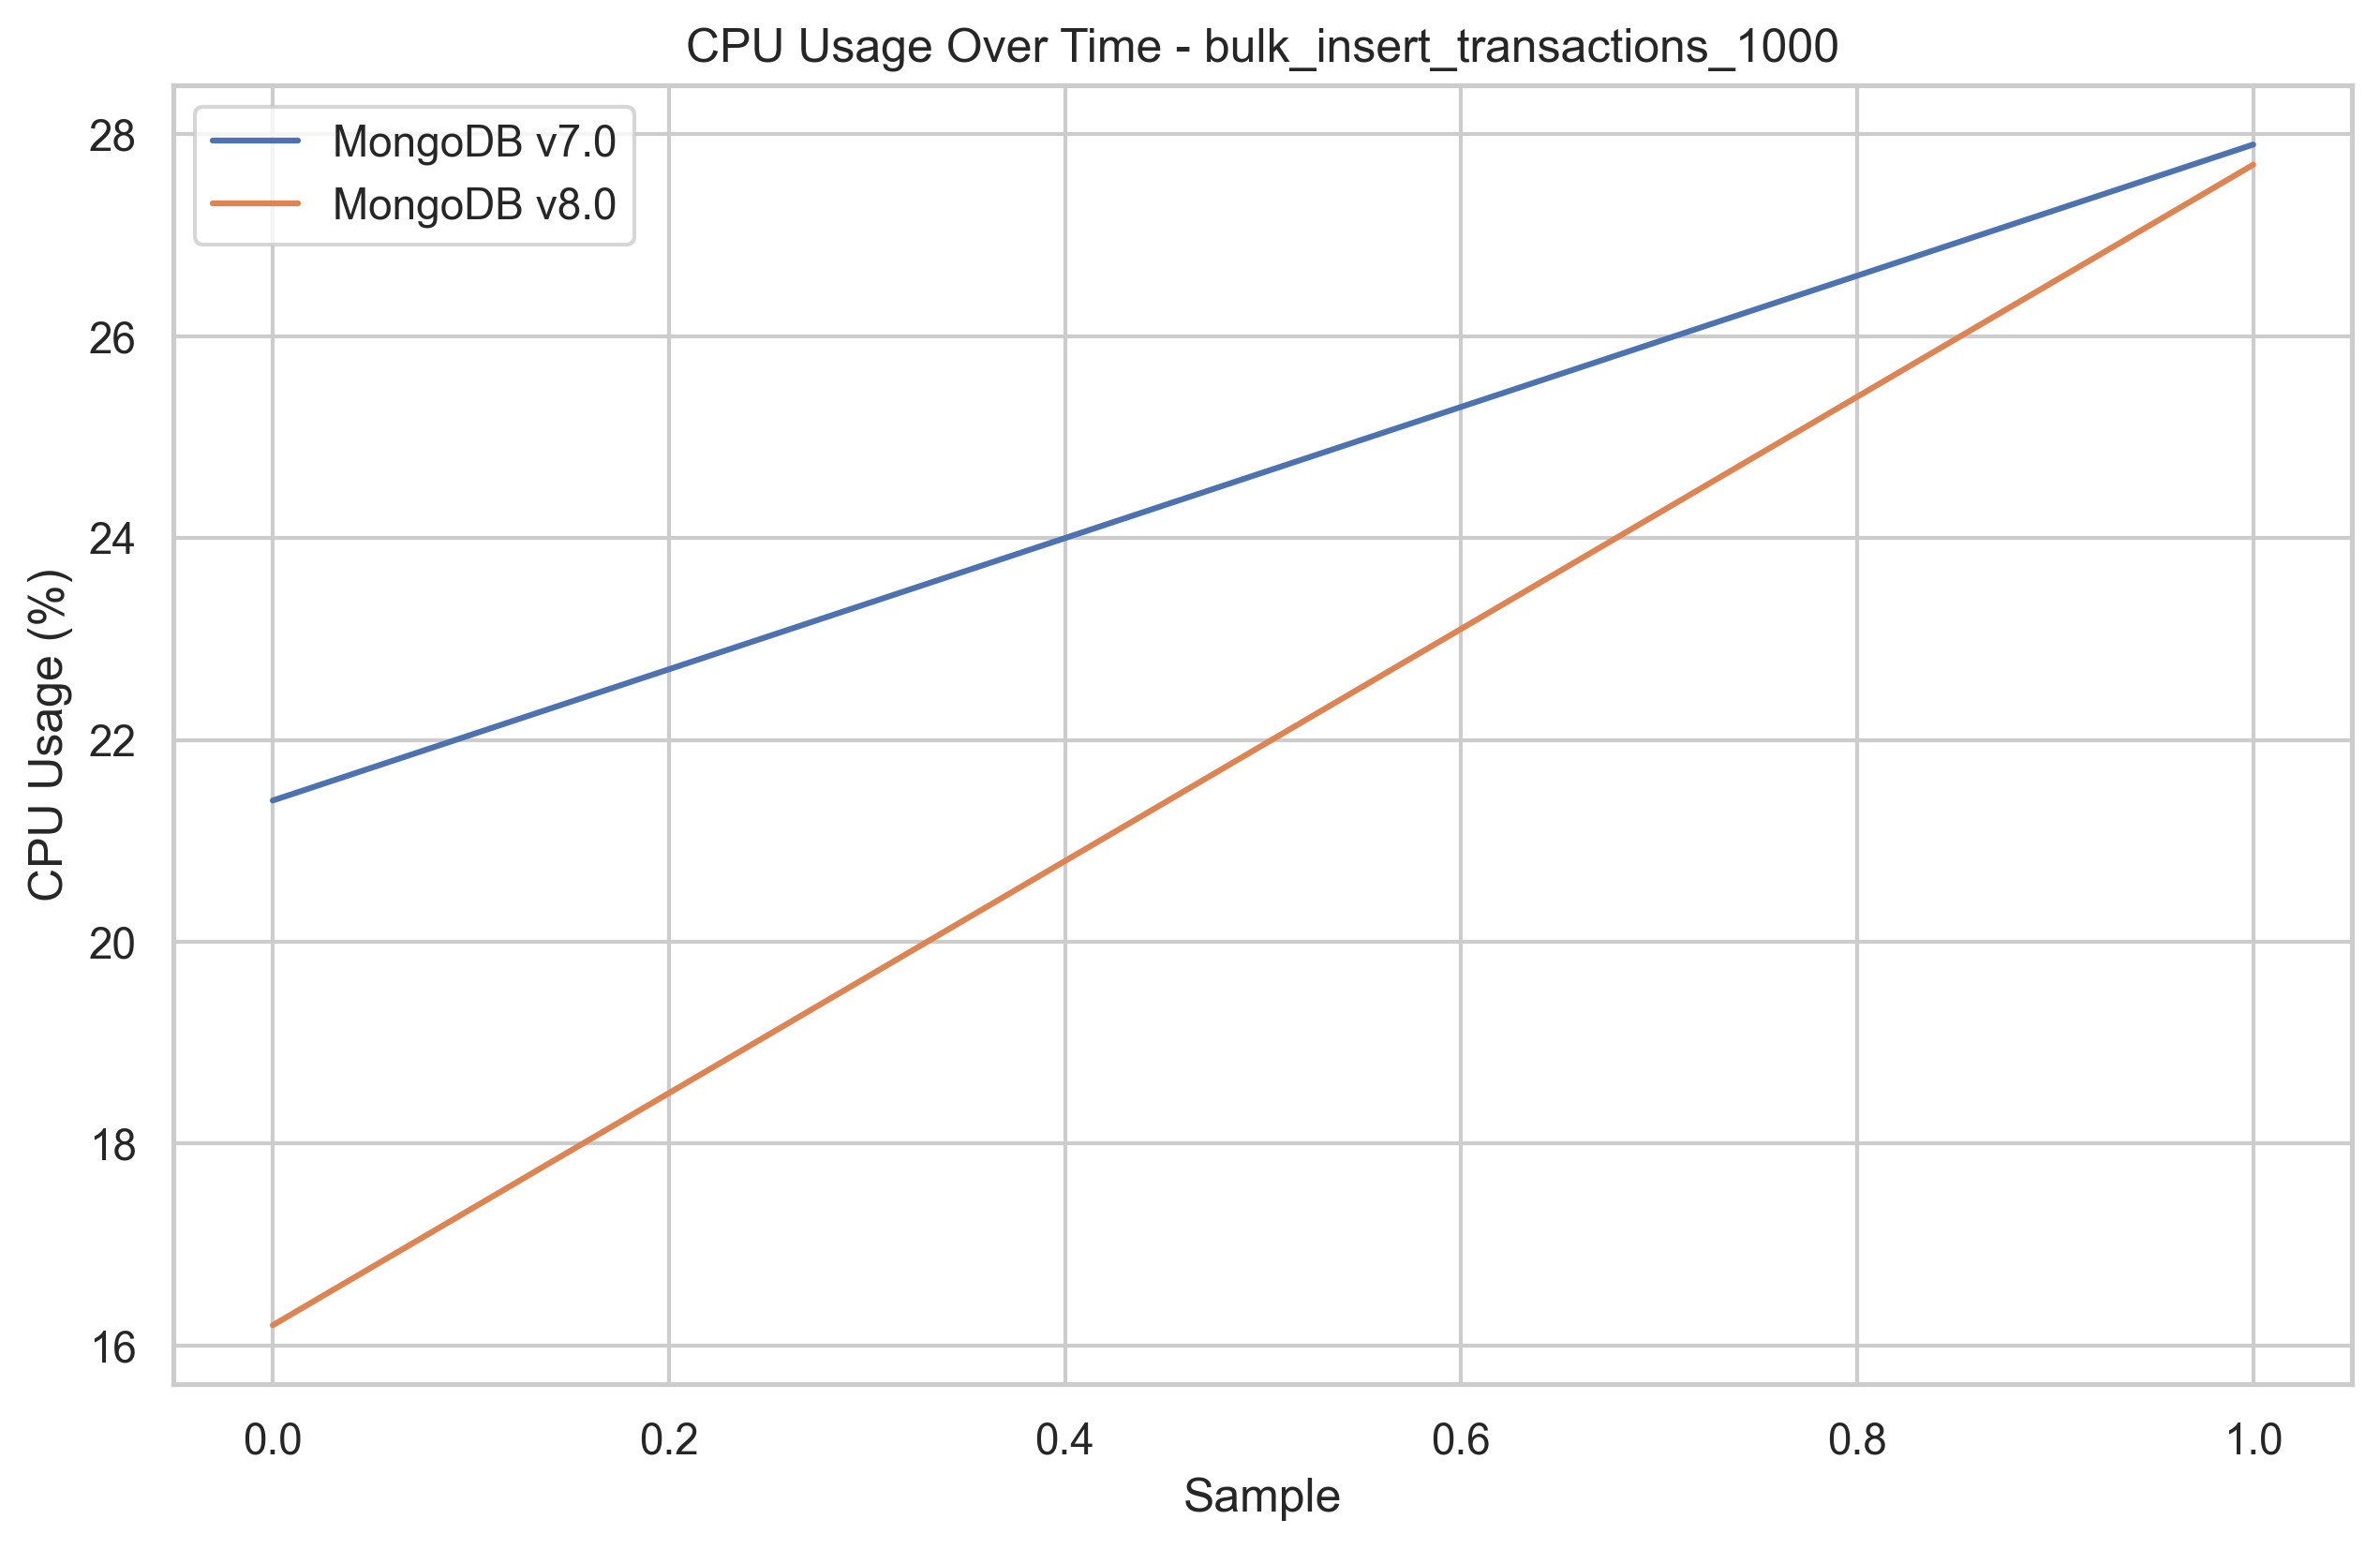 CPU Usage Over Time - bulk_insert_transactions_1000
MongoDB v7.0
MongoDB v8.0
CPU Usage (%)
28
26
24
22
20
18
16
0.0 0.2 0.4 0.6 0.8 1.0
Sample